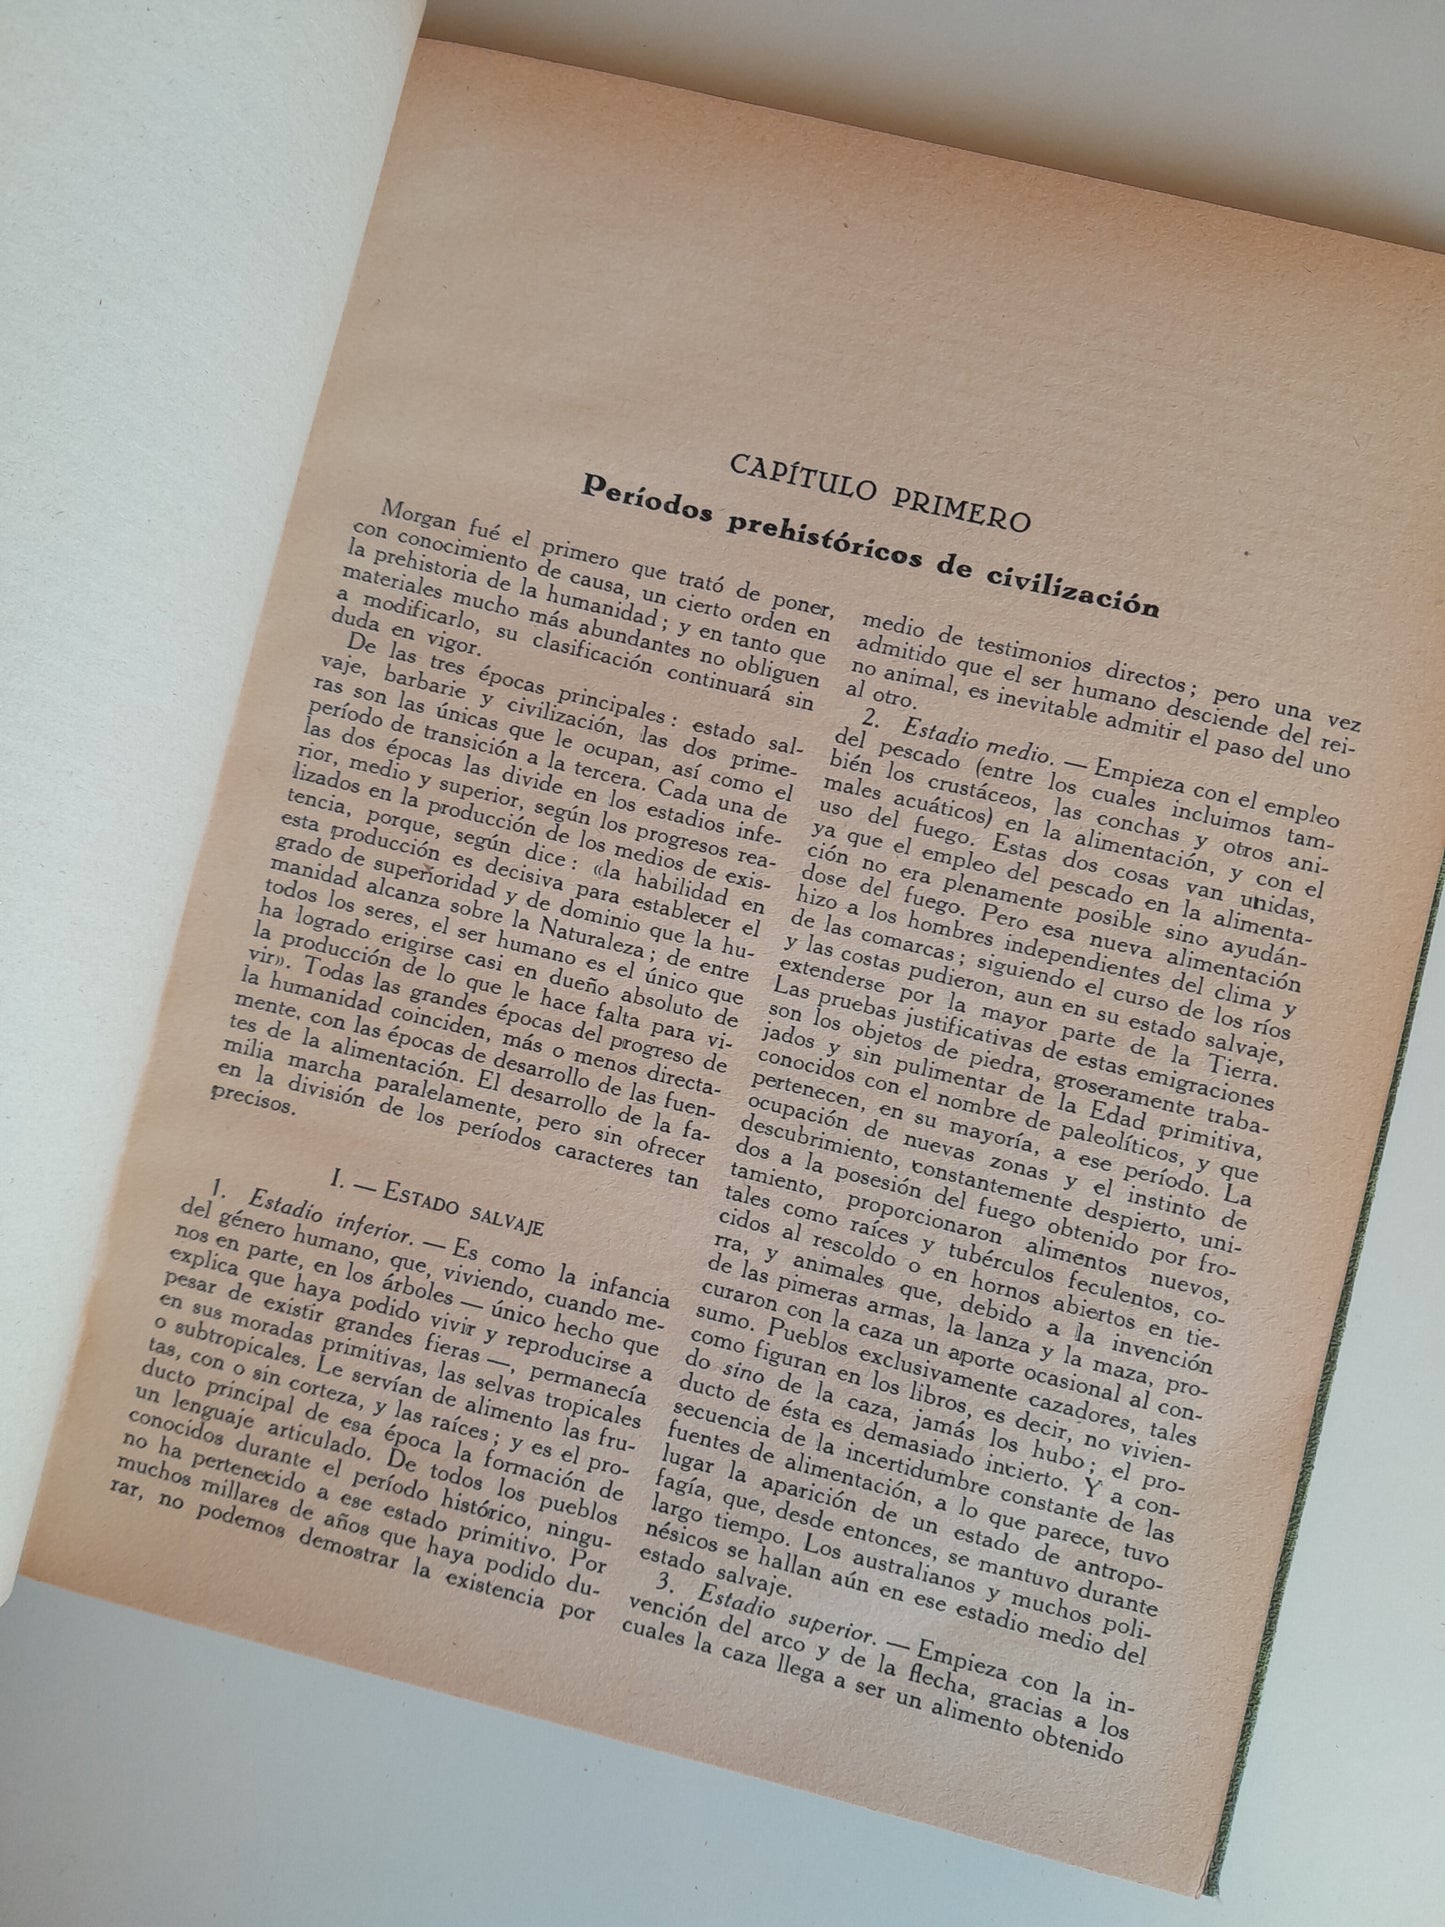 CAPÍTULO PRIMERO
Períodos prehistóricos de civilización
Morgan fué el primero que trató de poner,
con conocimiento de causa, un cierto orden en
la prehistoria de la humanidad; y en tanto que
materiales mucho más abundantes no obliguen
a modificarlo, su clasificación continuará sin
duda en vigor.
De las tres épocas principales: estado sal-
vaje, barbarie y civilización, las dos prime-
ras son las únicas que le ocupan, así como el
período de transición a la tercera. Cada una de
las dos épocas las divide en los estadios infe-
rior, medio y superior, según los progresos rea-
lizados en la producción de los medios de exis-
tencia, porque, según dice: «la habilidad en
esta producción es decisiva para establecer el
grado de superioridad y de dominio que la hu-
manidad alcanza sobre la Naturaleza; de entre
todos los seres, el ser humano es el único que
ha logrado erigirse casi en dueño absoluto de
la producción de lo que le hace falta para vi-
vir». Todas las grandes épocas del progreso de
la humanidad coinciden, más o menos directa-
mente, con las épocas de desarrollo de las fuen-
tes de la alimentación. El desarrollo de la fa-
milia marcha paralelamente, pero sin ofrecer
en la división de los períodos caracteres tan
precisos.
I. — ESTADO SALVAJE
1. Estadio inferior. — Es como la infancia
del género humano, que, viviendo, cuando me-
nos en parte, en los árboles — único hecho que
explica que haya podido vivir y reproducirse a
pesar de existir grandes fieras —, permanecía
en sus moradas primitivas, las selvas tropicales
o subtropicales. Le servían de alimento las fru-
tas, con o sin corteza, y las raíces; y es el pro-
ducto principal de esa época la formación de
un lenguaje articulado. De todos los pueblos
conocidos durante el período histórico, ningu-
no ha pertenecido a ese estado primitivo. Por
muchos millares de años que haya podido du-
rar, no podemos demostrar la existencia por
medio de testimonios directos; pero una vez
admitido que el ser humano desciende del rei-
no animal, es inevitable admitir el paso del uno
al otro.
2. Estadio medio. — Empieza con el empleo
del pescado (entre los cuales incluimos tam-
bién los crustáceos, las conchas y otros ani-
males acuáticos) en la alimentación, y con el
uso del fuego. Estas dos cosas van unidas,
ya que el empleo del pescado en la alimenta-
ción no era plenamente posible sino ayudán-
dose del fuego. Pero esa nueva alimentación
hizo a los hombres independientes del clima y
de las comarcas; siguiendo el curso de los ríos
y las costas pudieron, aun en su estado salvaje,
extenderse por la mayor parte de la Tierra.
Las pruebas justificativas de estas emigraciones
son los objetos de piedra, groseramente traba-
jados y sin pulimentar de la Edad primitiva,
conocidos con el nombre de paleolíticos, y que
pertenecen, en su mayoría, a ese período. La
ocupación de nuevas zonas y el instinto de
descubrimiento, constantemente despierto, uni-
dos a la posesión del fuego obtenido por fro-
tamiento, proporcionaron alimentos nuevos,
tales como raíces y tubérculos feculentos, co-
cidos al rescoldo o en hornos abiertos en tie-
rra, y animales que, debido a la invención
de las pimeras armas, la lanza y la maza, pro-
curaron con la caza un aporte ocasional al con-
sumo. Pueblos exclusivamente cazadores, tales
como figuran en los libros, es decir, no vivien-
do sino de la caza, jamás los hubo; el pro-
ducto de ésta es demasiado incierto. Y a con-
secuencia de la incertidumbre constante de las
fuentes de alimentación, a lo que parece, tuvo
lugar la aparición de un estado de antropo-
fagía, que, desde entonces, se mantuvo durante
largo tiempo. Los australianos y muchos poli-
nésicos se hallan aún en ese estadio medio del
estado salvaje.
3. Estadio superior. — Empieza con la in-
vención del arco y de la flecha, gracias a los
cuales la caza llega a ser un alimento obtenido